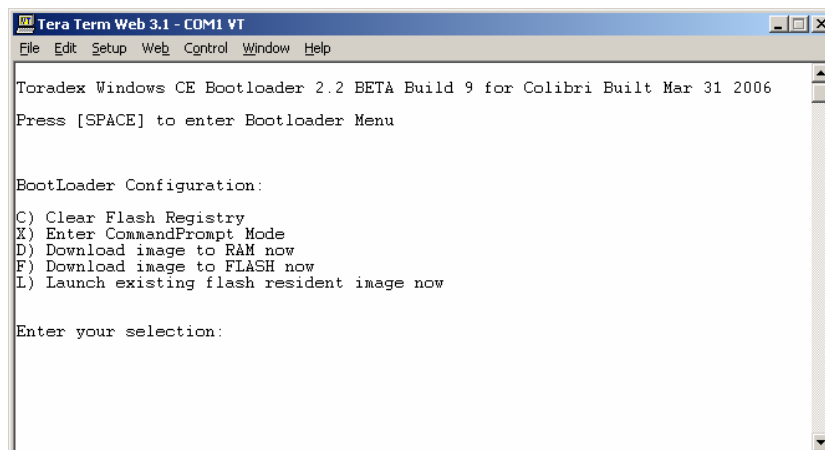 Tera Term Web 3.1 - COM1 VT
File Edit Setup Web Control Window Help
Toradex Windows CE Bootloader 2.2 BETA Build 9 for Colibri Built Mar 31 2006
Press [SPACE] to enter Bootloader Menu
BootLoader Configuration:
C) Clear Flash Registry
X) Enter CommandPrompt Mode
D) Download image to RAM now
F) Download image to FLASH now
L) Launch existing flash resident image now
Enter your selection: